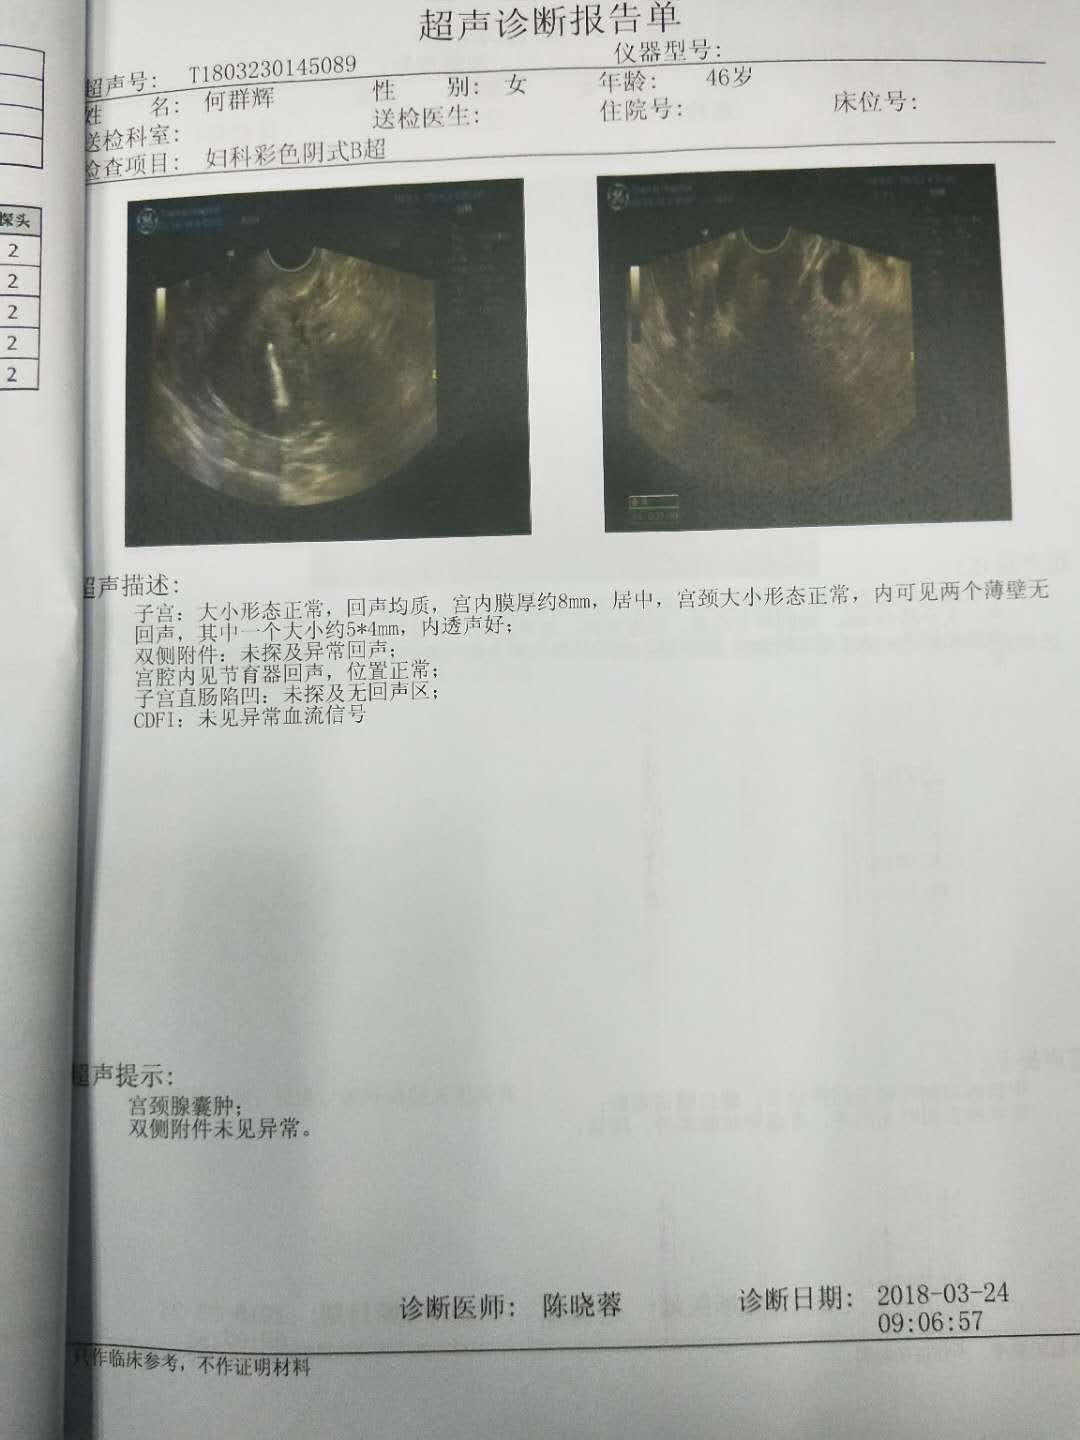 超声诊断报告单
超声号: T1803230145089 仪器型号:
姓 名: 何群辉 性 别: 女 年龄: 46岁
送检科室: 送检医生: 住院号: 床位号:
检查项目: 妇科彩色阴式B超
探头
2
2
2
2
2
超声描述:
子宫: 大小形态正常, 回声均质, 宫内膜厚约8mm, 居中, 宫颈大小形态正常, 内可见两个薄壁无
回声, 其中一个大小约5*4mm, 内透声好;
双侧附件: 未探及异常回声;
宫腔内见节育器回声, 位置正常;
子宫直肠陷凹: 未探及无回声区;
CDFI: 未见异常血流信号
超声提示:
宫颈腺囊肿;
双侧附件未见异常。
诊断医师: 陈晓蓉 诊断日期: 2018-03-24
09:06:57
只作临床参考, 不作证明材料